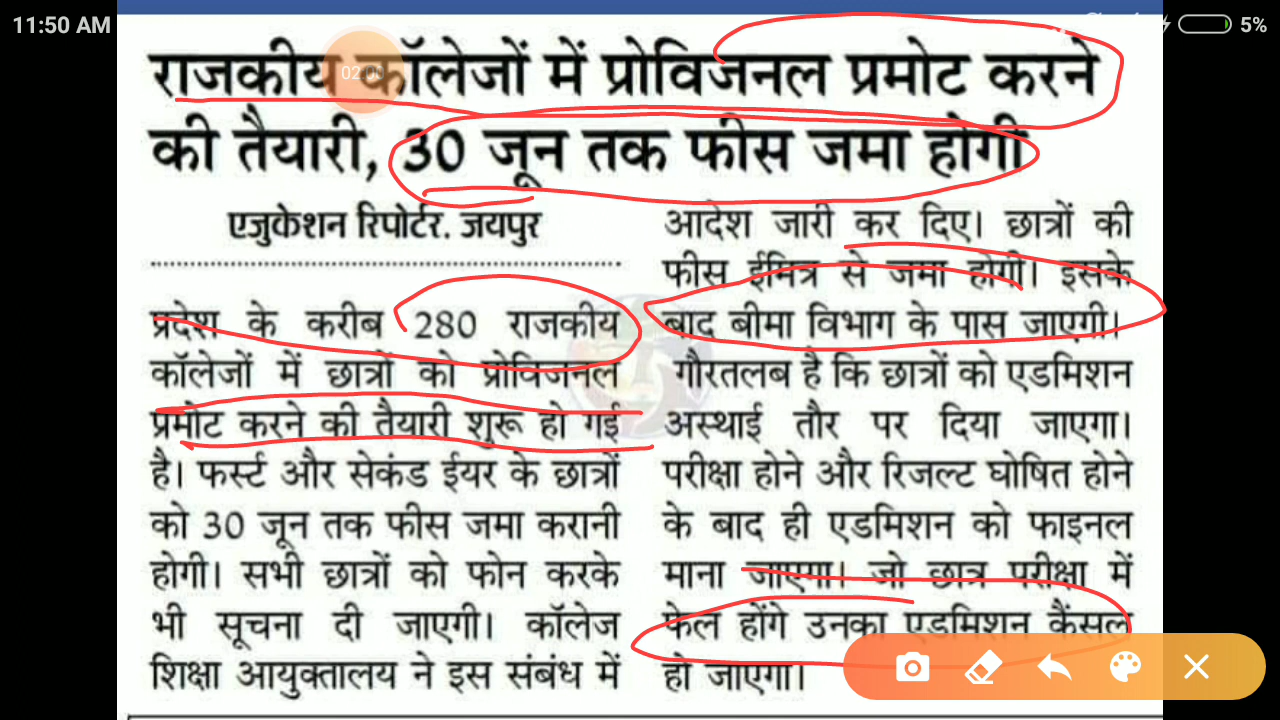 11:50 AM
5%
02:00
राजकीय कॉलेजों में प्रोविजनल प्रमोट करने
की तैयारी, 30 जून तक फीस जमा होगी
एजुकेशन रिपोर्टर. जयपुर
प्रदेश के करीब 280 राजकीय
कॉलेजों में छात्रों को प्रोविजनल
प्रमोट करने की तैयारी शुरू हो गई
है। फर्स्ट और सेकंड ईयर के छात्रों
को 30 जून तक फीस जमा करानी
होगी। सभी छात्रों को फोन करके
भी सूचना दी जाएगी। कॉलेज
शिक्षा आयुक्तालय ने इस संबंध में
आदेश जारी कर दिए। छात्रों की
फीस ईमित्र से जमा होगी। इसके
बाद बीमा विभाग के पास जाएगी।
गौरतलब है कि छात्रों को एडमिशन
अस्थाई तौर पर दिया जाएगा।
परीक्षा होने और रिजल्ट घोषित होने
के बाद ही एडमिशन को फाइनल
माना जाएगा। जो छात्र परीक्षा में
फेल होंगे उनका एडमिशन कैंसल
हो जाएगा।